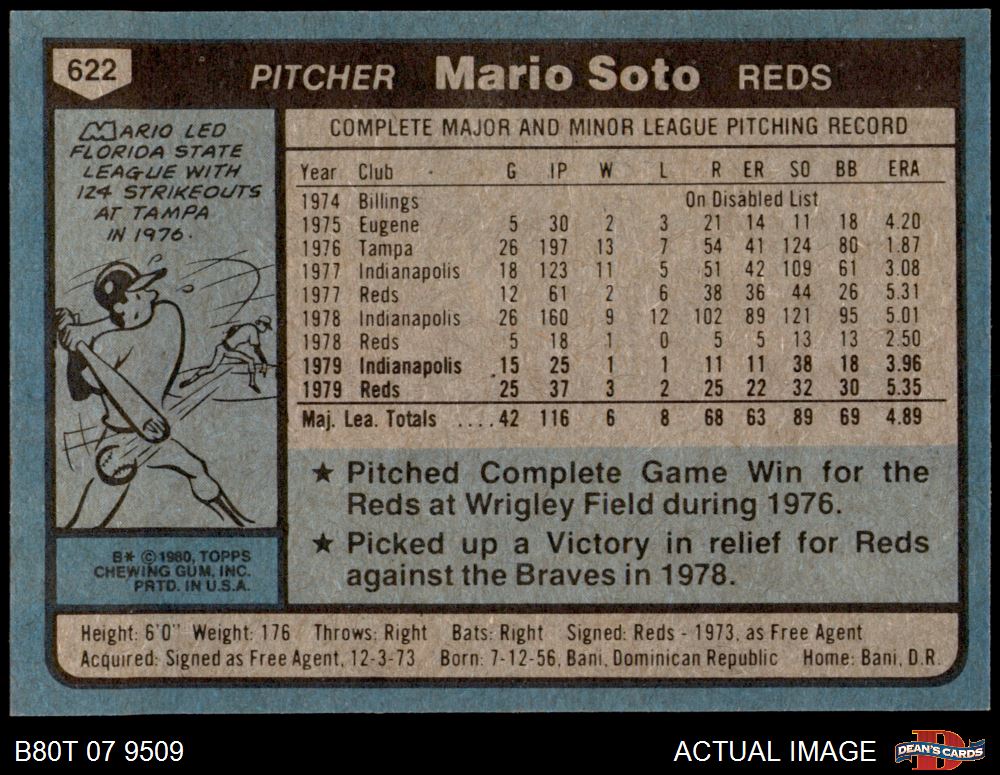 622 PITCHER Mario Soto REDS
MARIO LED
FLORIDA STATE
LEAGUE WITH
124 STRIKEOUTS
AT TAMPA
IN 1976.
COMPLETE MAJOR AND MINOR LEAGUE PITCHING RECORD
Year Club G IP W L R ER SO BB ERA
1974 Billings On Disabled List
1975 Eugene 5 30 2 3 21 14 11 18 4.20
1976 Tampa 26 197 13 7 54 41 124 80 1.87
1977 Indianapolis 18 123 11 5 51 42 109 61 3.08
1977 Reds 12 61 2 6 38 36 44 26 5.31
1978 Indianapolis 26 160 9 12 102 89 121 95 5.01
1978 Reds 5 18 1 0 5 5 13 13 2.50
1979 Indianapolis 15 25 1 1 11 11 38 18 3.96
1979 Reds 25 37 3 2 25 22 32 30 5.35
Maj. Lea. Totals ....42 116 6 8 68 63 89 69 4.89
★ Pitched Complete Game Win for the
Reds at Wrigley Field during 1976.
★ Picked up a Victory in relief for Reds
against the Braves in 1978.
B* © 1980, TOPPS
CHEWING GUM, INC.
PRTD. IN U.S.A.
Height: 6'0" Weight: 176 Throws: Right Bats: Right Signed: Reds - 1973, as Free Agent
Acquired: Signed as Free Agent, 12-3-73 Born: 7-12-56, Bani, Dominican Republic Home: Bani, D.R.
B80T 07 9509
ACTUAL IMAGE
DEAN'S CARDS